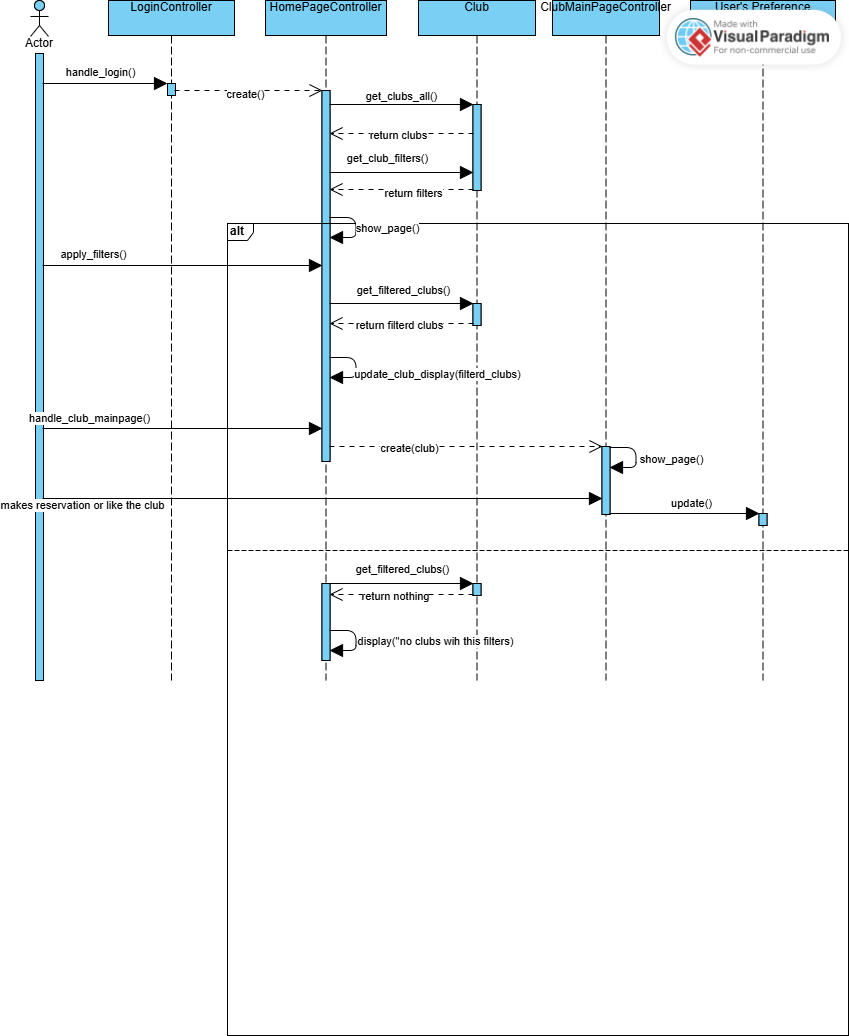 LoginController
HomePageController
Club
ClubMainPageController
User's Preference
Made with
Visual Paradigm
For non-commercial use
Actor
handle_login()
create()
get_clubs_all()
return clubs
get_club_filters()
return filters
alt
show_page()
apply_filters()
get_filtered_clubs()
return filterd clubs
update_club_display(filterd_clubs)
handle_club_mainpage()
create(club)
show_page()
makes reservation or like the club
update()
get_filtered_clubs()
return nothing
display("no clubs wih this filters)